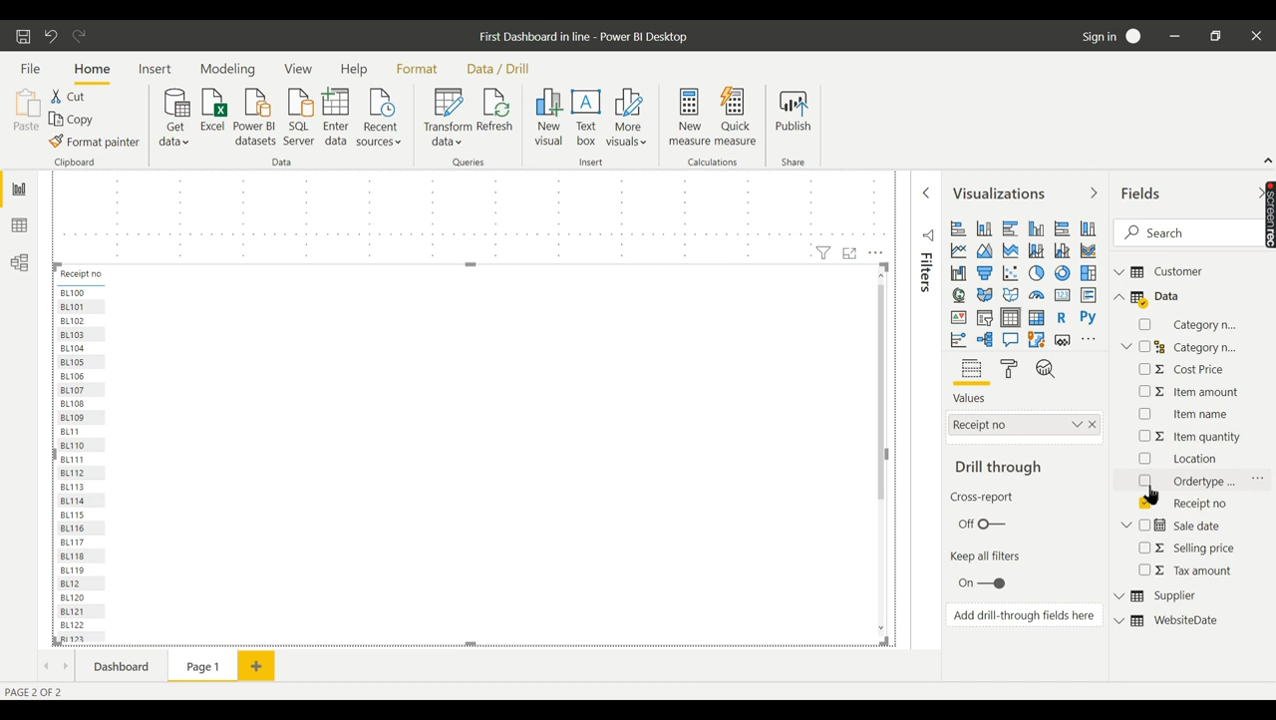 First Dashboard in line - Power BI Desktop
Sign in
File Home Insert Modeling View Help Format Data / Drill
Paste
Cut
Copy
Format painter
Clipboard
Get data
Excel
Power BI datasets
SQL Server
Enter data
Recent sources
Data
Transform data
Refresh
Queries
New visual
Text box
More visuals
Insert
New measure
Quick measure
Calculations
Publish
Share
Receipt no
BL100
BL101
BL102
BL103
BL104
BL105
BL106
BL107
BL108
BL109
BL11
BL110
BL111
BL112
BL113
BL114
BL115
BL116
BL117
BL118
BL119
BL12
BL120
BL121
BL122
BL123
Filters
Visualizations
R
Py
123
Values
Receipt no
Drill through
Cross-report
Off
Keep all filters
On
Add drill-through fields here
Fields
Search
Customer
Data
Category n...
Category n...
Cost Price
Item amount
Item name
Item quantity
Location
Ordertype ...
Receipt no
Sale date
Selling price
Tax amount
Supplier
WebsiteDate
screenrec
Dashboard
Page 1
PAGE 2 OF 2